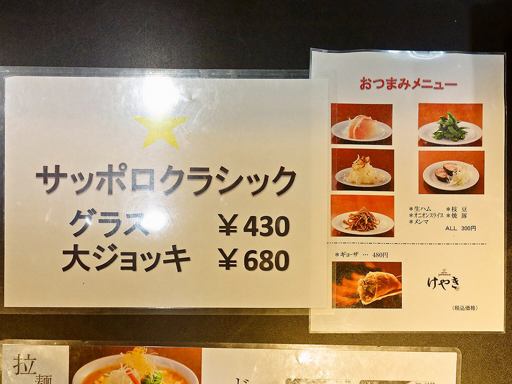 サッポロクラシック
グラス ￥430
大ジョッキ ￥680
おつまみメニュー
＊生ハム ＊枝豆
＊オニオンスライス ＊焼豚
＊メンマ
ALL 300円
＊ギョーザ … 480円
けやき
（税込価格）
拉麺